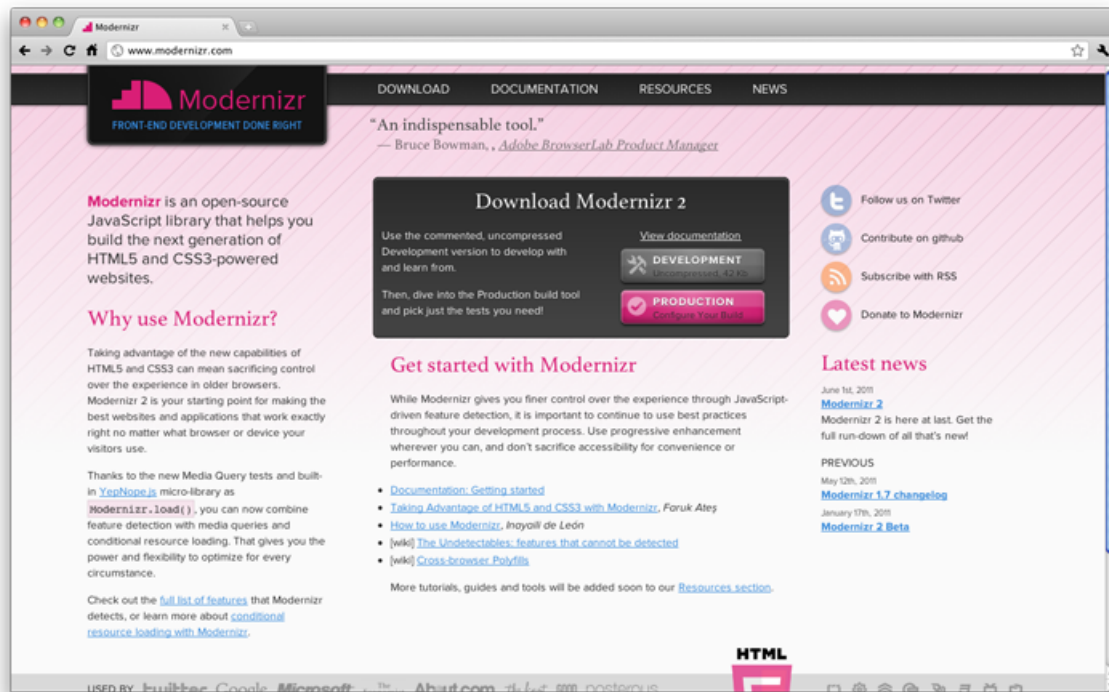 Modernizr
www.modernizr.com
Modernizr
FRONT-END DEVELOPMENT DONE RIGHT
DOWNLOAD DOCUMENTATION RESOURCES NEWS
“An indispensable tool.”
— Bruce Bowman, , Adobe BrowserLab Product Manager
Modernizr is an open-source
JavaScript library that helps you
build the next generation of
HTML5 and CSS3-powered
websites.
Why use Modernizr?
Taking advantage of the new capabilities of
HTML5 and CSS3 can mean sacrificing control
over the experience in older browsers.
Modernizr 2 is your starting point for making the
best websites and applications that work exactly
right no matter what browser or device your
visitors use.
Thanks to the new Media Query tests and built-
in YepNope.js micro-library as
Modernizr.load(), you can now combine
feature detection with media queries and
conditional resource loading. That gives you the
power and flexibility to optimize for every
circumstance.
Check out the full list of features that Modernizr
detects, or learn more about conditional
resource loading with Modernizr.
Download Modernizr 2
Use the commented, uncompressed
Development version to develop with
and learn from.
Then, dive into the Production build tool
and pick just the tests you need!
View documentation
DEVELOPMENT
Uncompressed, 42 Kb
PRODUCTION
Configure Your Build
Get started with Modernizr
While Modernizr gives you finer control over the experience through JavaScript-
driven feature detection, it is important to continue to use best practices
throughout your development process. Use progressive enhancement
wherever you can, and don’t sacrifice accessibility for convenience or
performance.
• Documentation: Getting started
• Taking Advantage of HTML5 and CSS3 with Modernizr, Faruk Ateş
• How to use Modernizr, Inayaili de León
• [wiki] The Undetectables: features that cannot be detected
• [wiki] Cross-browser Polyfills
More tutorials, guides and tools will be added soon to our Resources section.
Follow us on Twitter
Contribute on github
Subscribe with RSS
Donate to Modernizr
Latest news
June 1st, 2011
Modernizr 2
Modernizr 2 is here at last. Get the
full run-down of all that’s new!
PREVIOUS
May 12th, 2011
Modernizr 1.7 changelog
January 17th, 2011
Modernizr 2 Beta
HTML
USED BY twitter Google Microsoft The About.com posterous